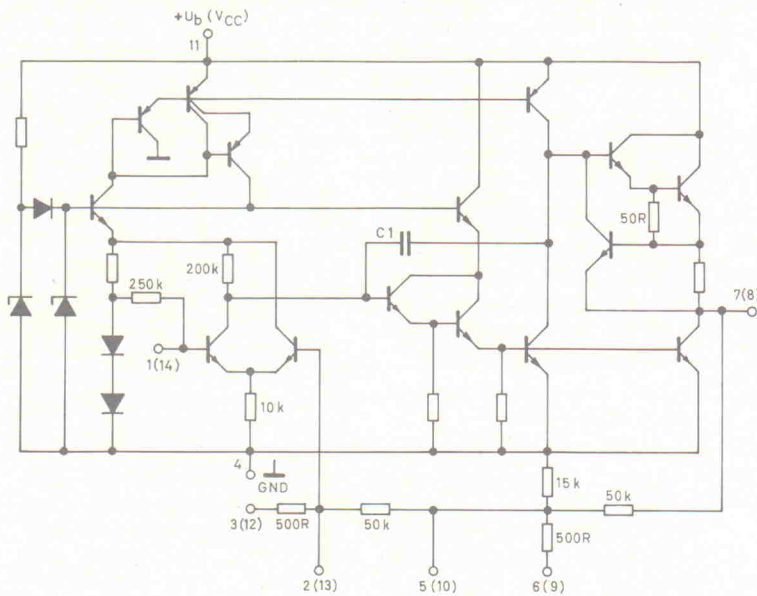 +Ub (VCC)
11
50R
C1
200k
250k
7(8)
1(14)
10k
4
GND
15k
50k
3(12)
500R
50k
500R
2(13)
5(10)
6(9)